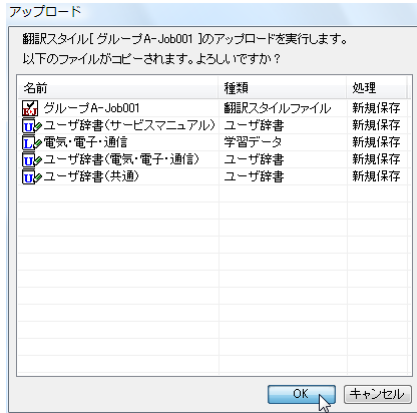 アップロード
翻訳スタイル[ グループA-Job001 ]のアップロードを実行します。
以下のファイルがコピーされます。よろしいですか？
名前 種類 処理
グループA-Job001 翻訳スタイルファイル 新規保存
ユーザ辞書(サービスマニュアル) ユーザ辞書 新規保存
電気・電子・通信 学習データ 新規保存
ユーザ辞書(電気・電子・通信) ユーザ辞書 新規保存
ユーザ辞書(共通) ユーザ辞書 新規保存
OK キャンセル